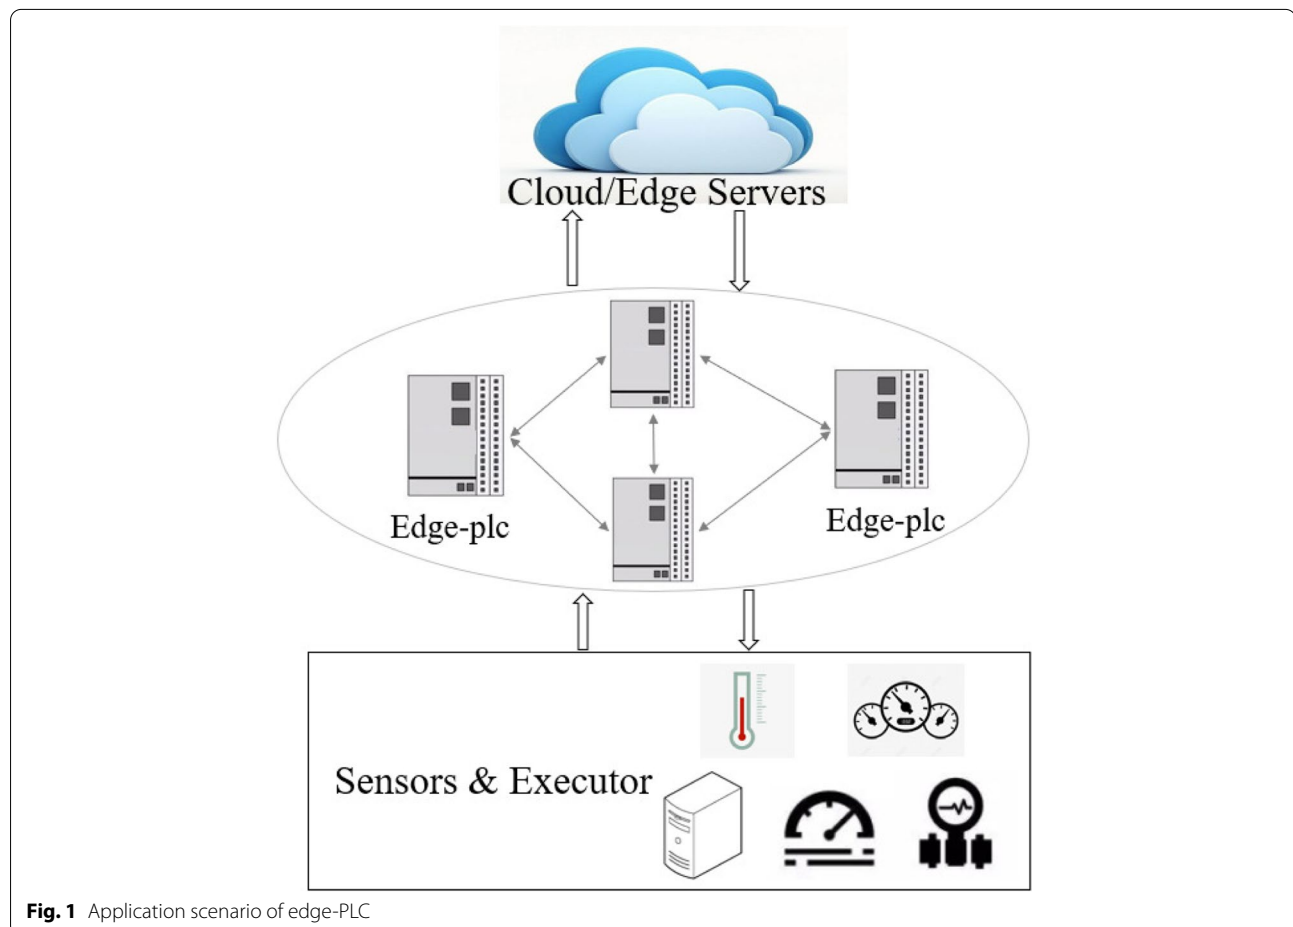 Cloud/Edge Servers
Edge-plc
Edge-plc
Sensors & Executor
Fig. 1 Application scenario of edge-PLC